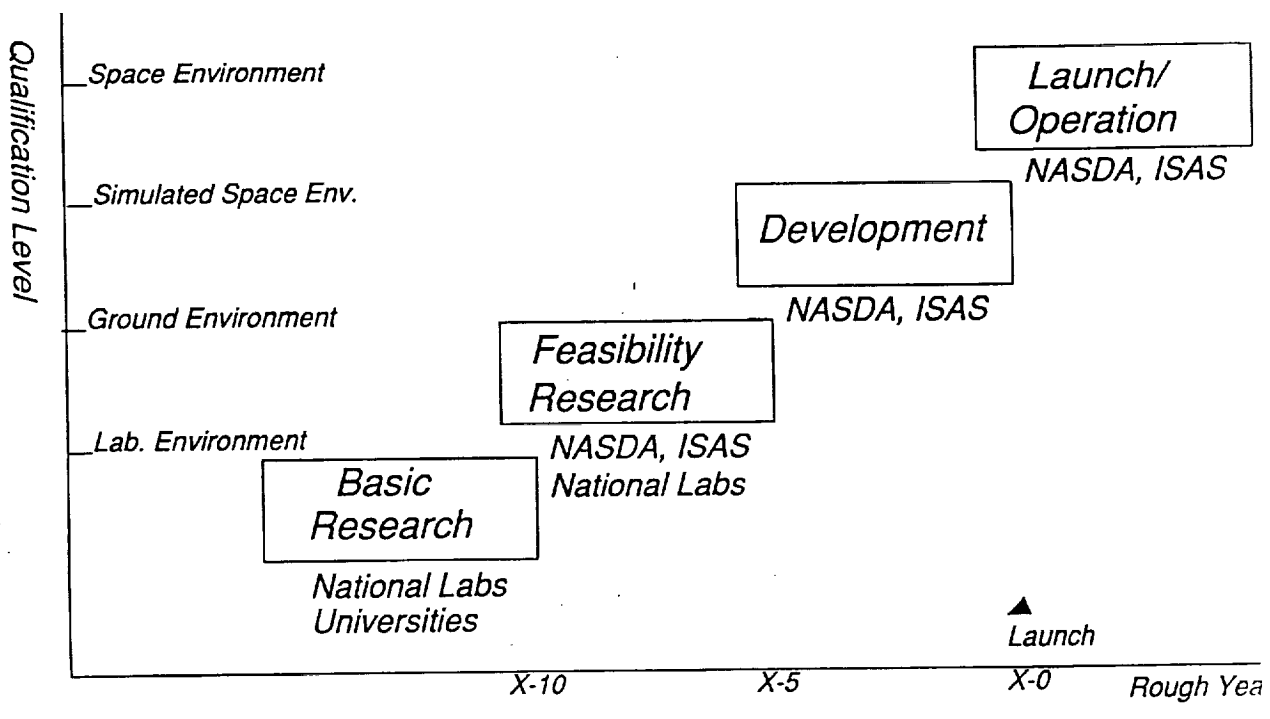 Qualification Level
Space Environment
Launch/
Operation
NASDA, ISAS
Simulated Space Env.
Development
NASDA, ISAS
Ground Environment
Feasibility
Research
NASDA, ISAS
National Labs
Lab. Environment
Basic
Research
National Labs
Universities
Launch
X-10
X-5
X-0
Rough Yea